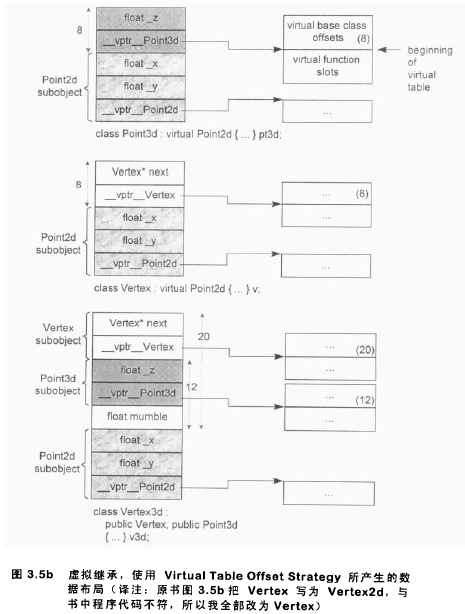 float _z
8
__vptr__Point3d
Point2d
subobject
float _x
float _y
__vptr__Point2d
class Point3d : virtual Point2d { ... } pt3d;
virtual base class
offsets (8)
virtual function
slots
...
beginning
of
virtual
table
Vertex* next
8
__vptr__Vertex
Point2d
subobject
float _x
float _y
__vptr__Point2d
class Vertex : virtual Point2d { ... } v;
... (8)
...
...
Vertex
subobject
Vertex* next
20
__vptr__Vertex
Point3d
subobject
float _z
12
__vptr__Point3d
float mumble
Point2d
subobject
float _x
float _y
__vptr__Point2d
class Vertex3d :
public Vertex, public Point3d
{ ... } v3d;
... (20)
...
... (12)
...
...
图 3.5b 虚拟继承，使用 Virtual Table Offset Strategy 所产生的数
据布局（译注：原书图 3.5b 把 Vertex 写为 Vertex2d，与
书中程序代码不符，所以我全部改为 Vertex）